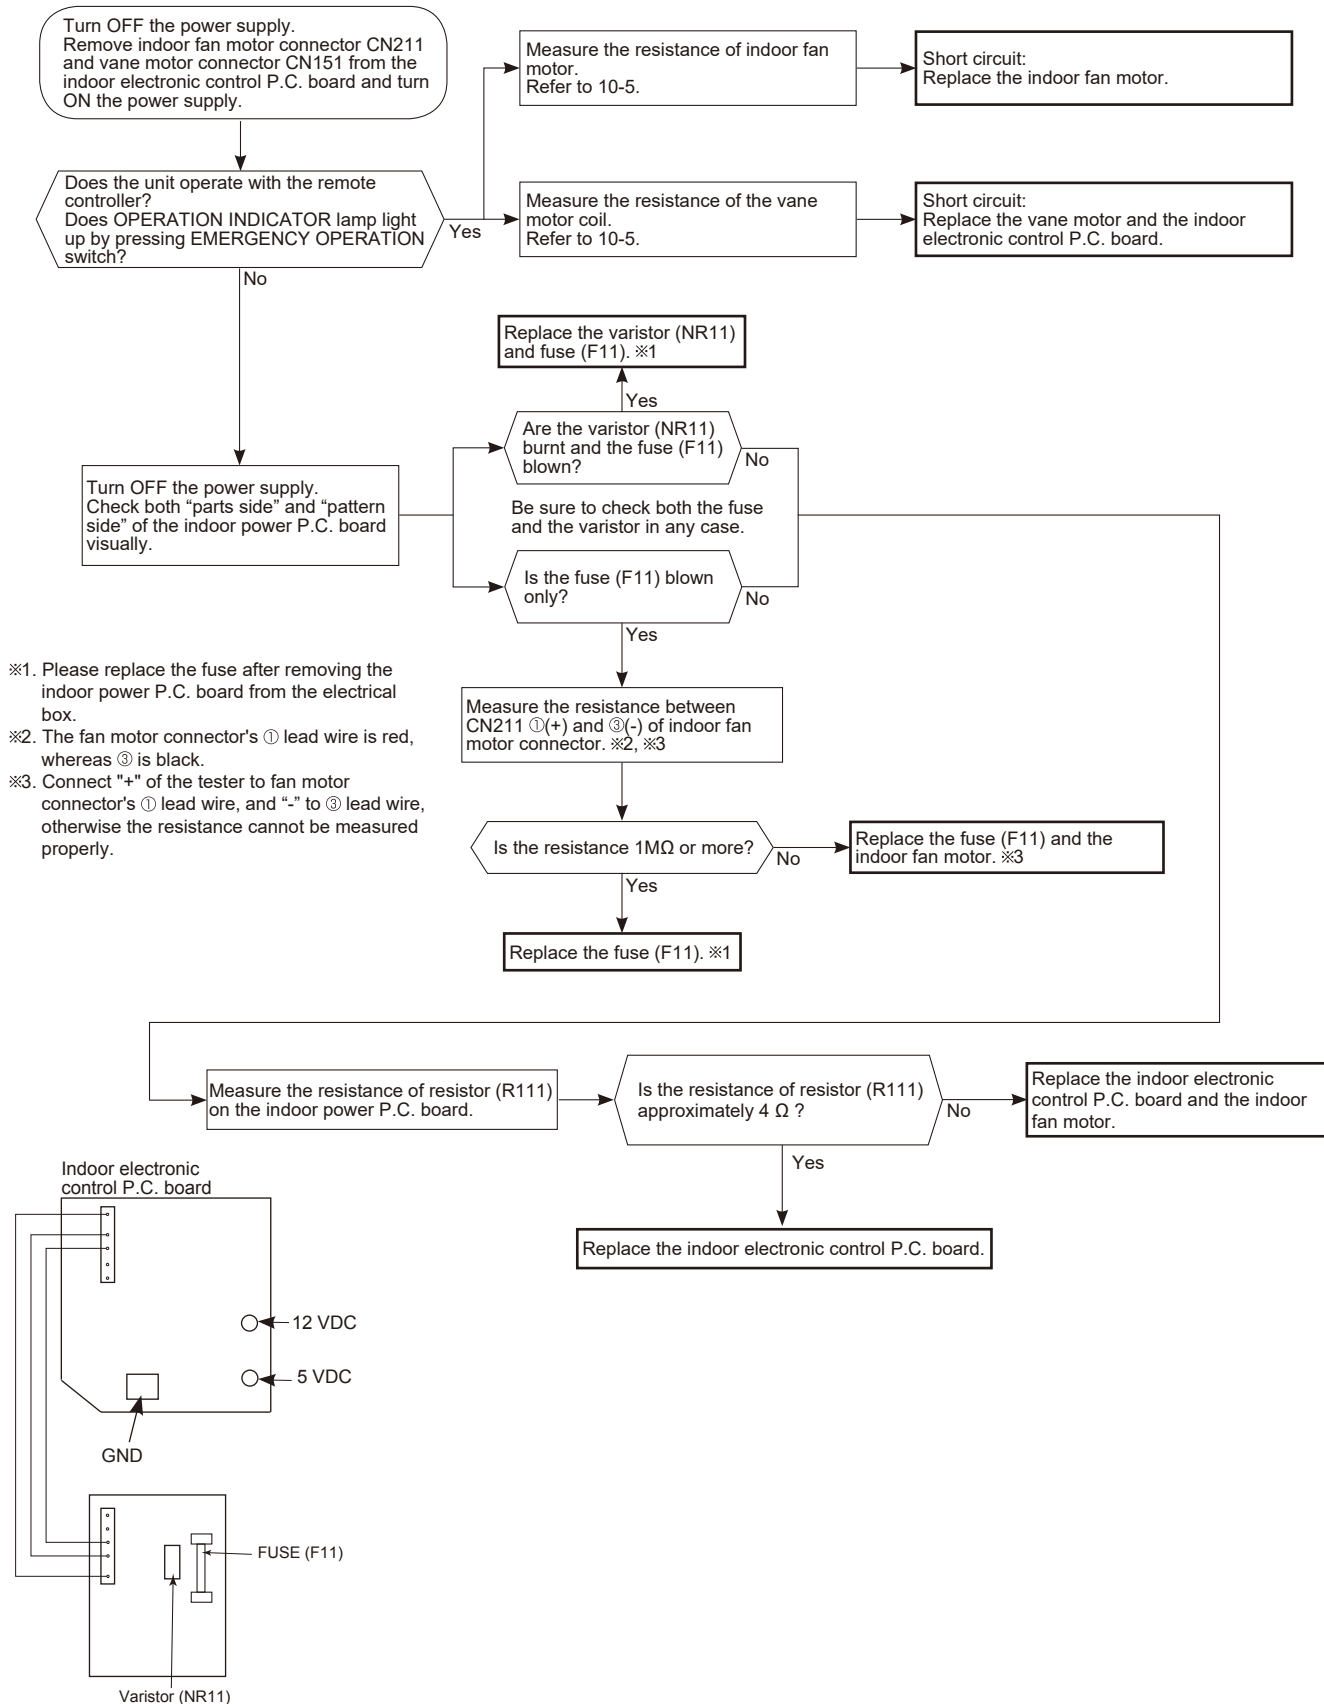 Turn OFF the power supply.
Remove indoor fan motor connector CN211
and vane motor connector CN151 from the
indoor electronic control P.C. board and turn
ON the power supply.
Measure the resistance of indoor fan
motor.
Refer to 10-5.
Short circuit:
Replace the indoor fan motor.
Does the unit operate with the remote
controller?
Does OPERATION INDICATOR lamp light
up by pressing EMERGENCY OPERATION
switch?
Yes
Measure the resistance of the vane
motor coil.
Refer to 10-5.
Short circuit:
Replace the vane motor and the indoor
electronic control P.C. board.
No
Replace the varistor (NR11)
and fuse (F11). ※1
Yes
Are the varistor (NR11)
burnt and the fuse (F11)
blown?
No
Turn OFF the power supply.
Check both “parts side” and “pattern
side” of the indoor power P.C. board
visually.
Be sure to check both the fuse
and the varistor in any case.
Is the fuse (F11) blown
only?
No
Yes
※1. Please replace the fuse after removing the
indoor power P.C. board from the electrical
box.
※2. The fan motor connector's ① lead wire is red,
whereas ③ is black.
※3. Connect "+" of the tester to fan motor
connector's ① lead wire, and “-” to ③ lead wire,
otherwise the resistance cannot be measured
properly.
Measure the resistance between
CN211 ①(+) and ③(-) of indoor fan
motor connector. ※2, ※3
Is the resistance 1MΩ or more?
No
Replace the fuse (F11) and the
indoor fan motor. ※3
Yes
Replace the fuse (F11). ※1
Measure the resistance of resistor (R111)
on the indoor power P.C. board.
Is the resistance of resistor (R111)
approximately 4 Ω ?
No
Replace the indoor electronic
control P.C. board and the indoor
fan motor.
Yes
Replace the indoor electronic control P.C. board.
Indoor electronic
control P.C. board
12 VDC
5 VDC
GND
FUSE (F11)
Varistor (NR11)